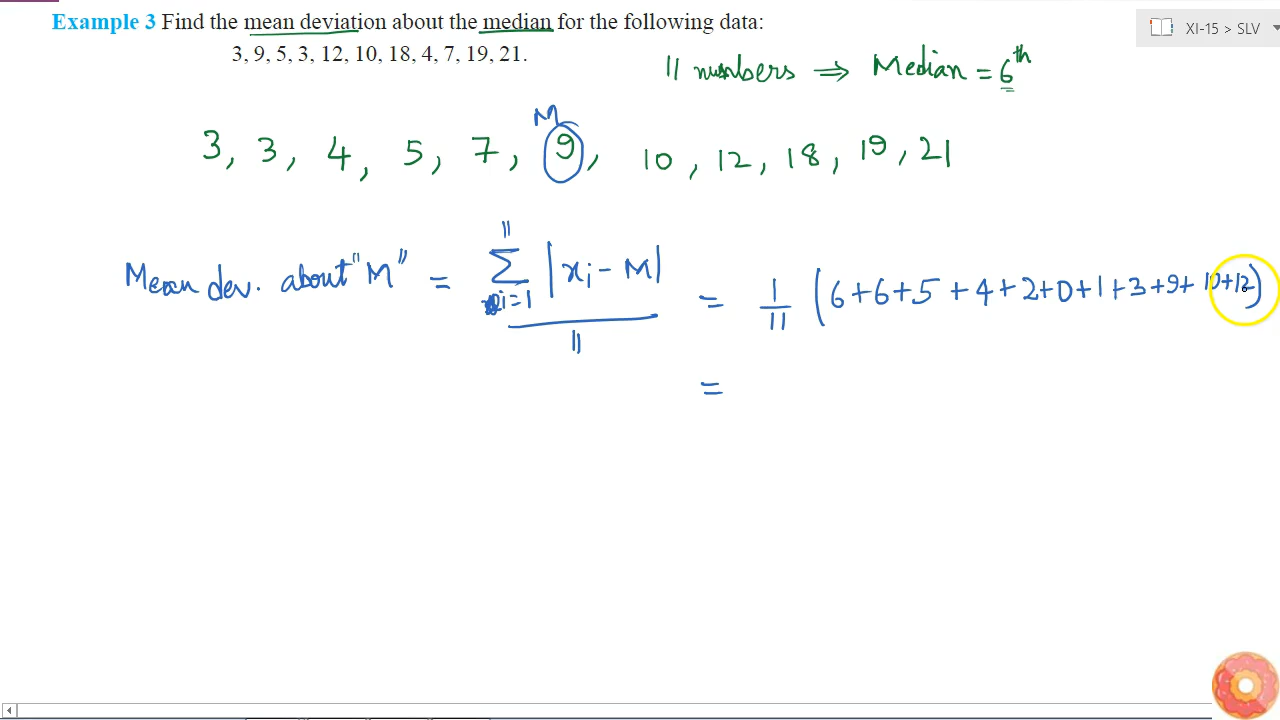 Example 3 Find the mean deviation about the median for the following data:
3, 9, 5, 3, 12, 10, 18, 4, 7, 19, 21.
XI-15 > SLV
11 numbers ⇒ Median = 6th
M
3, 3, 4, 5, 7, 9, 10, 12, 18, 19, 21
Mean dev. about "M" = 11 Σ i=1 |xi - M| / 11 = 1/11 (6+6+5+4+2+0+1+3+9+10+12)
=